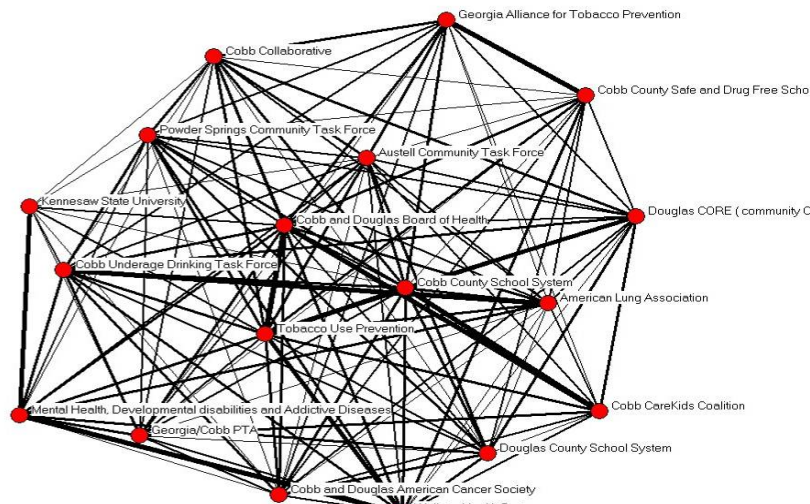 Georgia Alliance for Tobacco Prevention
Cobb Collaborative
Cobb County Safe and Drug Free Scho
Powder Springs Community Task Force
Austell Community Task Force
Kennesaw State University
Cobb and Douglas Board of Health
Douglas CORE ( community C
Cobb Underage Drinking Task Force
Cobb County School System
American Lung Association
Tobacco Use Prevention
Mental Health, Developmental disabilities and Addictive Diseases
Cobb CareKids Coalition
Georgia/Cobb PTA
Douglas County School System
Cobb and Douglas American Cancer Society